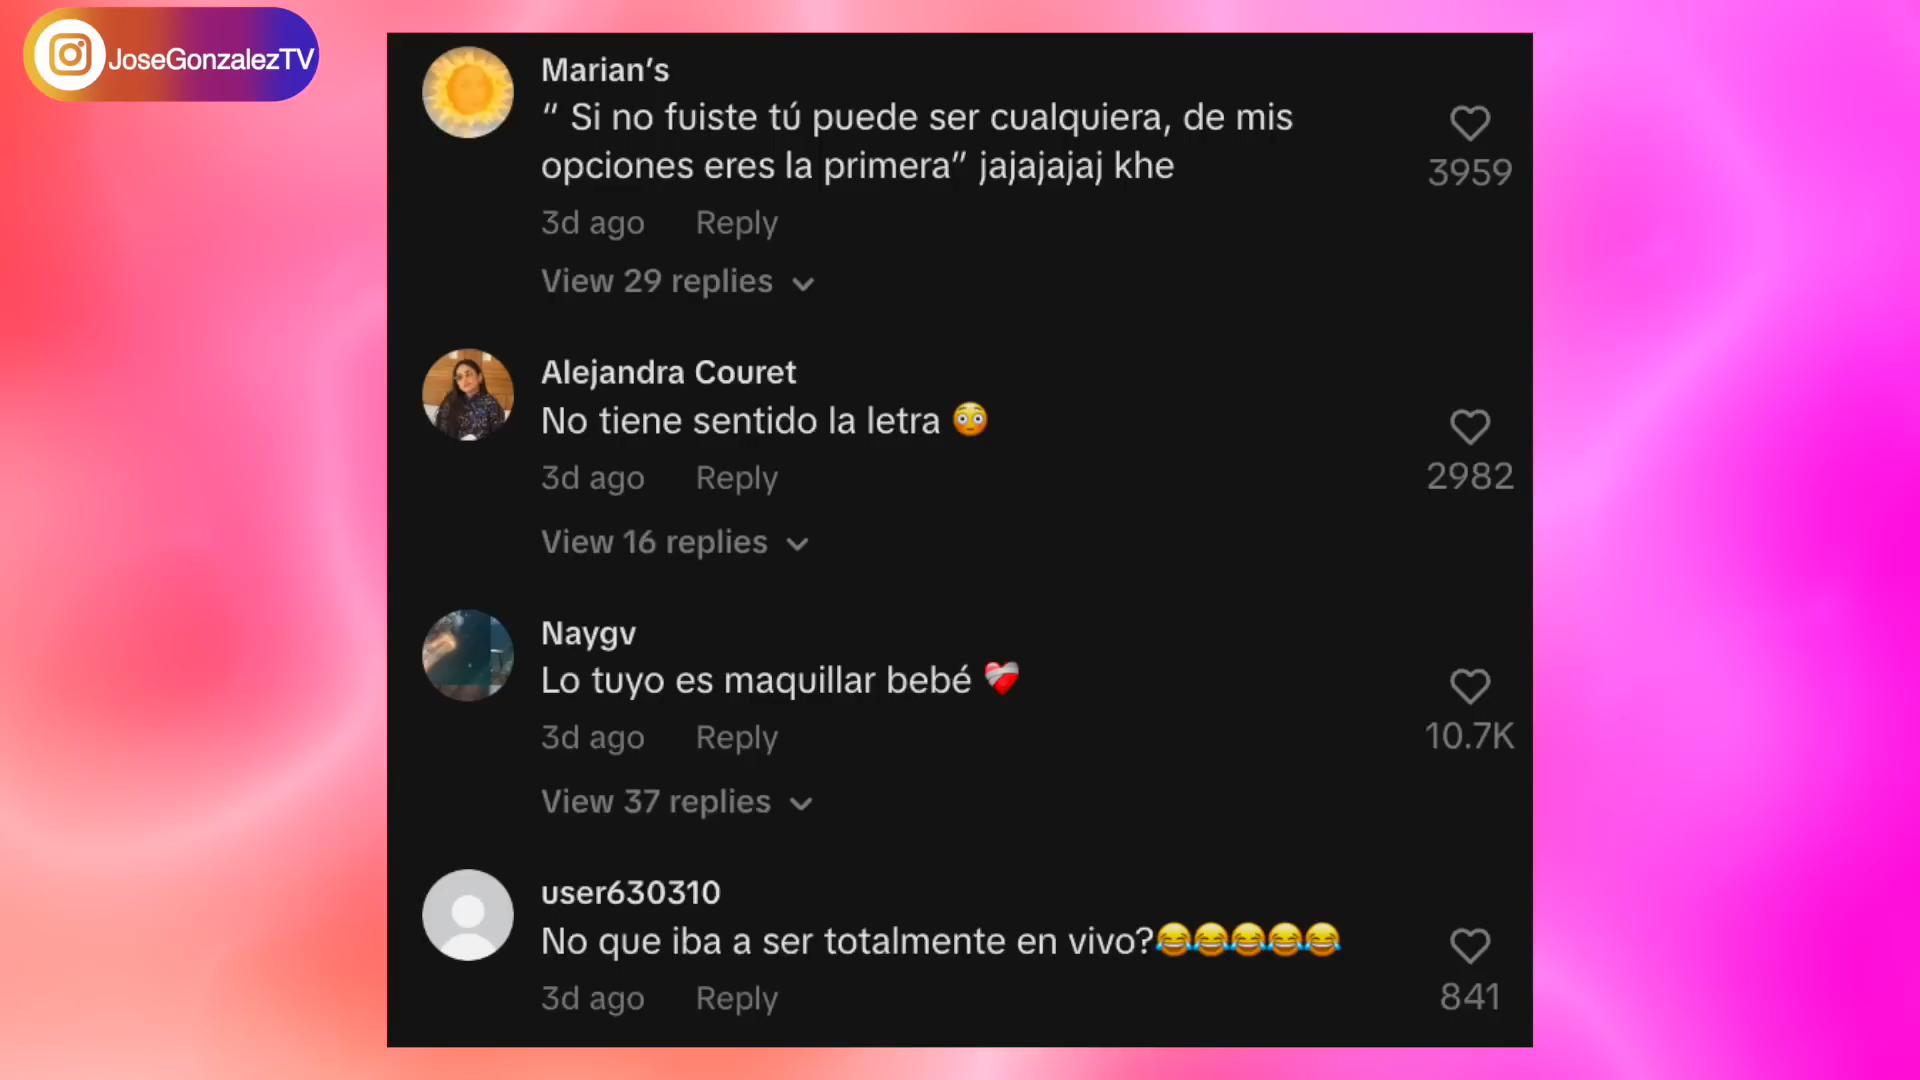 JoseGonzalezTV
Marian’s
“ Si no fuiste tú puede ser cualquiera, de mis
opciones eres la primera” jajajajaj khe
3959
3d ago Reply
View 29 replies
Alejandra Couret
No tiene sentido la letra 😳
2982
3d ago Reply
View 16 replies
Naygv
Lo tuyo es maquillar bebé ❤️‍🩹
10.7K
3d ago Reply
View 37 replies
user630310
No que iba a ser totalmente en vivo?😂😂😂😂😂
841
3d ago Reply